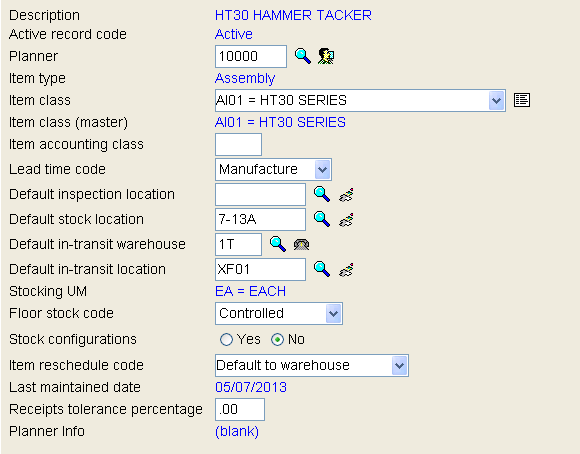 Description HT30 HAMMER TACKER
Active record code Active
Planner 10000
Item type Assembly
Item class AI01 = HT30 SERIES
Item class (master) AI01 = HT30 SERIES
Item accounting class
Lead time code Manufacture
Default inspection location
Default stock location 7-13A
Default in-transit warehouse 1T
Default in-transit location XF01
Stocking UM EA = EACH
Floor stock code Controlled
Stock configurations Yes No
Item reschedule code Default to warehouse
Last maintained date 05/07/2013
Receipts tolerance percentage .00
Planner Info (blank)